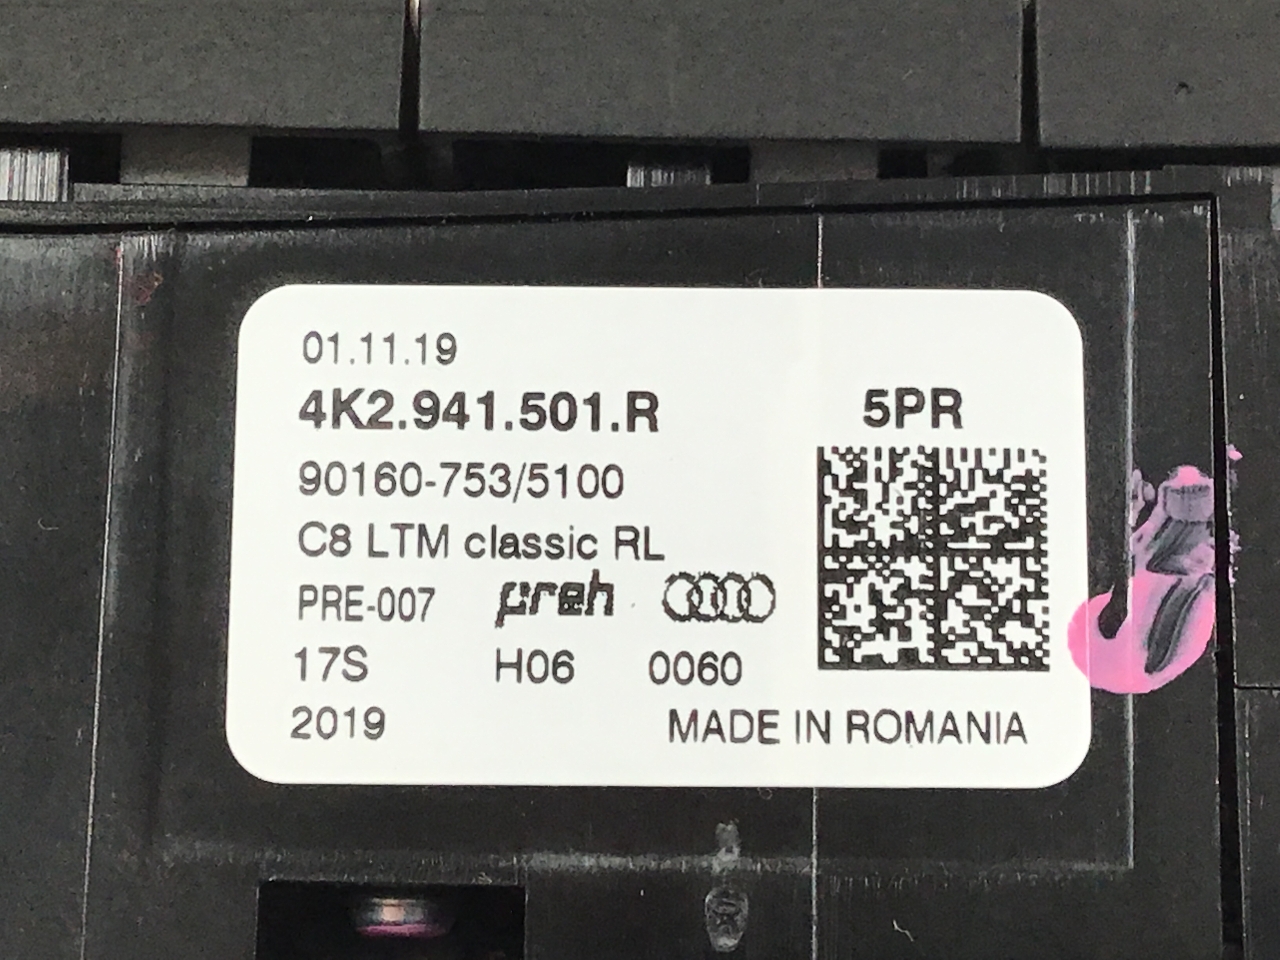 01.11.19
4K2.941.501.R
5PR
90160-753/5100
C8 LTM classic RL
PRE-007 preh
17S H06 0060
2019 MADE IN ROMANIA